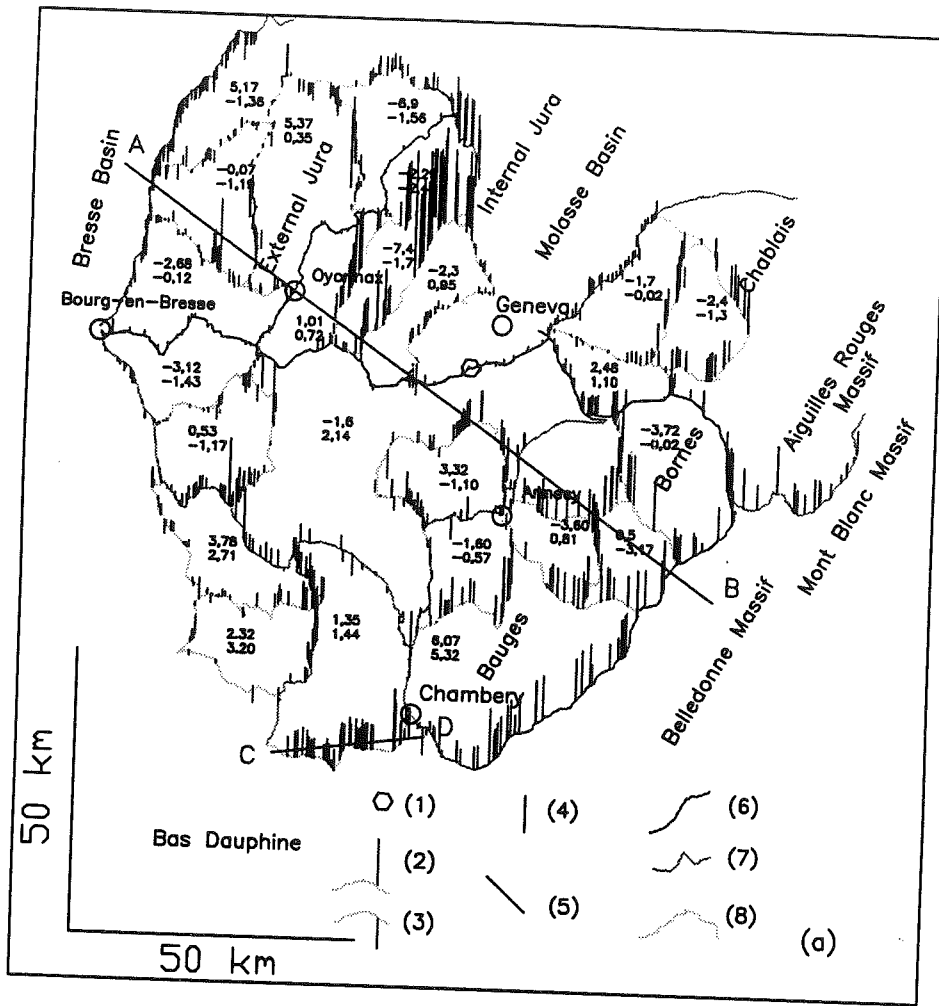 5,17
-1,36
5,37
0,35
-6,9
-1,56
A
-0,07
-1,19
Bresse Basin
External Jura
Internal Jura
Molasse Basin
Chablais
-7,4
-1,7
-2,3
0,95
-1,7
-0,02
-2,4
-1,3
-2,68
-0,12
Oyonnax
Bourg-en-Bresse
Geneva
1,01
0,72
-3,12
-1,43
2,48
1,10
Aiguilles Rouges
Massif
0,53
-1,17
-1,6
2,14
-3,72
-0,02
Bornes
3,32
-1,10
Mont Blanc Massif
Annecy
-3,60
0,81
0,5
-3,17
-1,60
-0,57
3,78
2,71
B
Belledonne Massif
2.32
3.20
1,35
1,44
6,07
5,32
Bauges
Chambery
C
D
50 km
Bas Dauphine
(1)
(4)
(6)
(2)
(7)
(3)
(5)
(8)
(a)
50 km